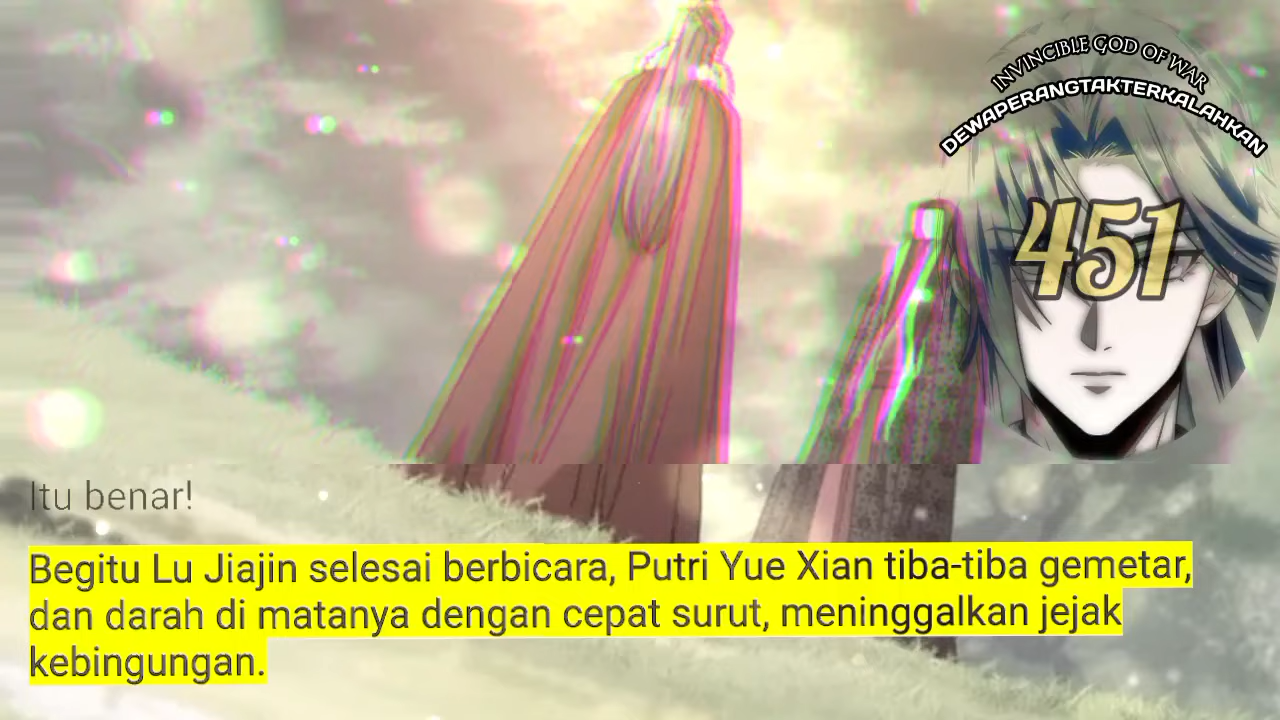 INVINCIBLE GOD OF WAR
DEWAPERANGTAKTERKALAHKAN
451
Itu benar!
Begitu Lu Jiajin selesai berbicara, Putri Yue Xian tiba-tiba gemetar,
dan darah di matanya dengan cepat surut, meninggalkan jejak
kebingungan.